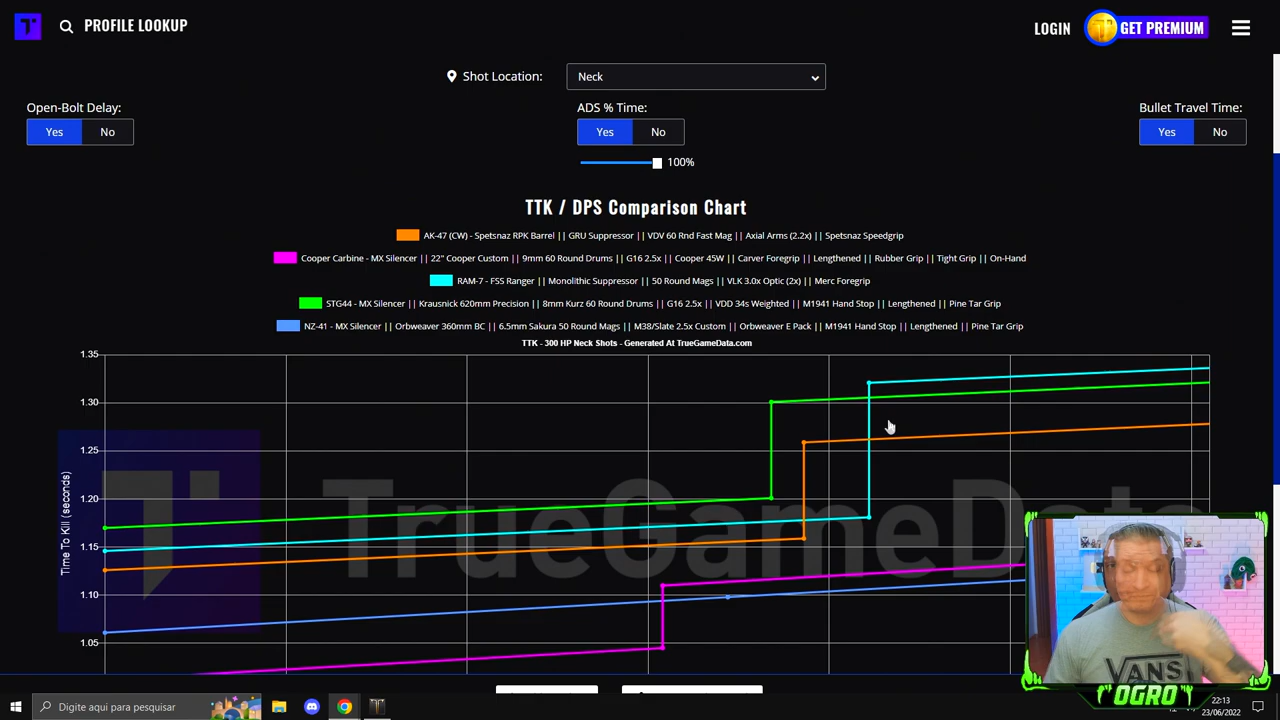 PROFILE LOOKUP
LOGIN
GET PREMIUM
Shot Location:
Neck
Open-Bolt Delay:
Yes
No
ADS % Time:
Yes
No
100%
Bullet Travel Time:
Yes
No
TTK / DPS Comparison Chart
AK-47 (CW) - Spetsnaz RPK Barrel || GRU Suppressor || VDV 60 Rnd Fast Mag || Axial Arms (2.2x) || Spetsnaz Speedgrip
Cooper Carbine - MX Silencer || 22" Cooper Custom || 9mm 60 Round Drums || G16 2.5x || Cooper 45W || Carver Foregrip || Lengthened || Rubber Grip || Tight Grip || On-Hand
RAM-7 - FSS Ranger || Monolithic Suppressor || 50 Round Mags || VLK 3.0x Optic (2x) || Merc Foregrip
STG44 - MX Silencer || Krausnick 620mm Precision || 8mm Kurz 60 Round Drums || G16 2.5x || VDD 34s Weighted || M1941 Hand Stop || Lengthened || Pine Tar Grip
NZ-41 - MX Silencer || Orbweaver 360mm BC || 6.5mm Sakura 50 Round Mags || M38/Slate 2.5x Custom || Orbweaver E Pack || M1941 Hand Stop || Lengthened || Pine Tar Grip
TTK - 300 HP Neck Shots - Generated At TrueGameData.com
1.35
1.30
1.25
1.20
1.15
1.10
1.05
Time To Kill (seconds)
TrueGameData
VANS
OGRO
Digite aqui para pesquisar
22:13
23/06/2022